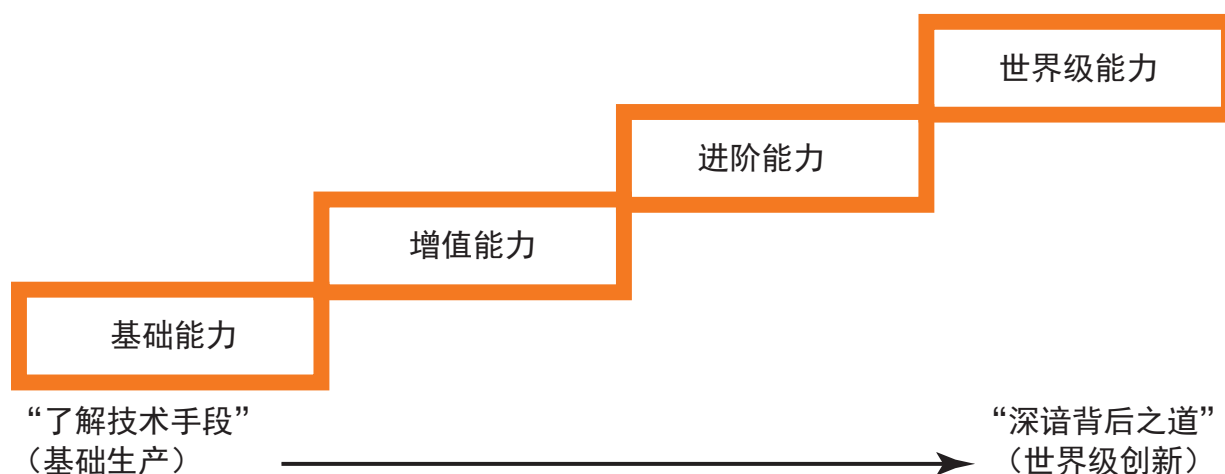 世界级能力
进阶能力
增值能力
基础能力
“了解技术手段”
（基础生产）
“深谙背后之道”
（世界级创新）